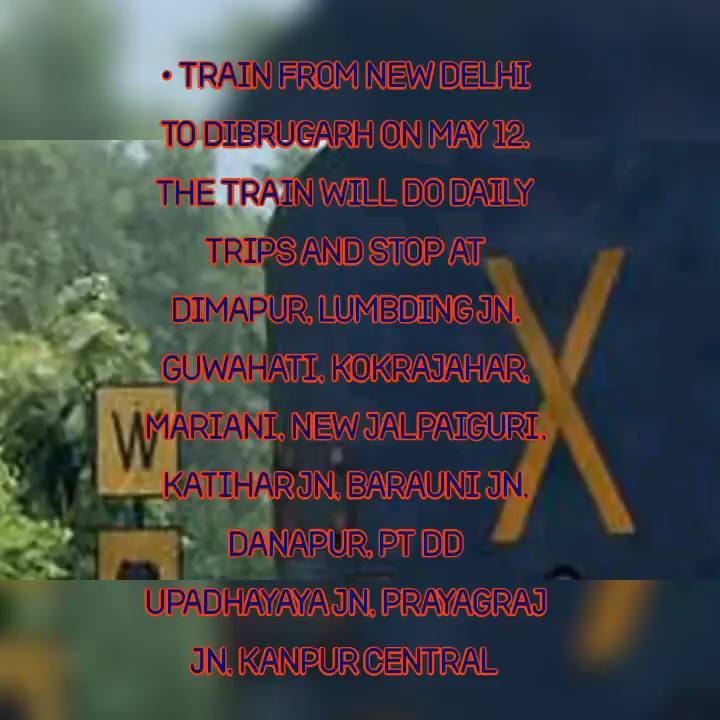 • TRAIN FROM NEW DELHI
TO DIBRUGARH ON MAY 12.
THE TRAIN WILL DO DAILY
TRIPS AND STOP AT
DIMAPUR, LUMBDING JN,
GUWAHATI, KOKRAJAHAR,
MARIANI, NEW JALPAIGURI,
KATIHAR JN, BARAUNI JN,
DANAPUR, PT DD
UPADHAYAYA JN, PRAYAGRAJ
JN, KANPUR CENTRAL
W
X